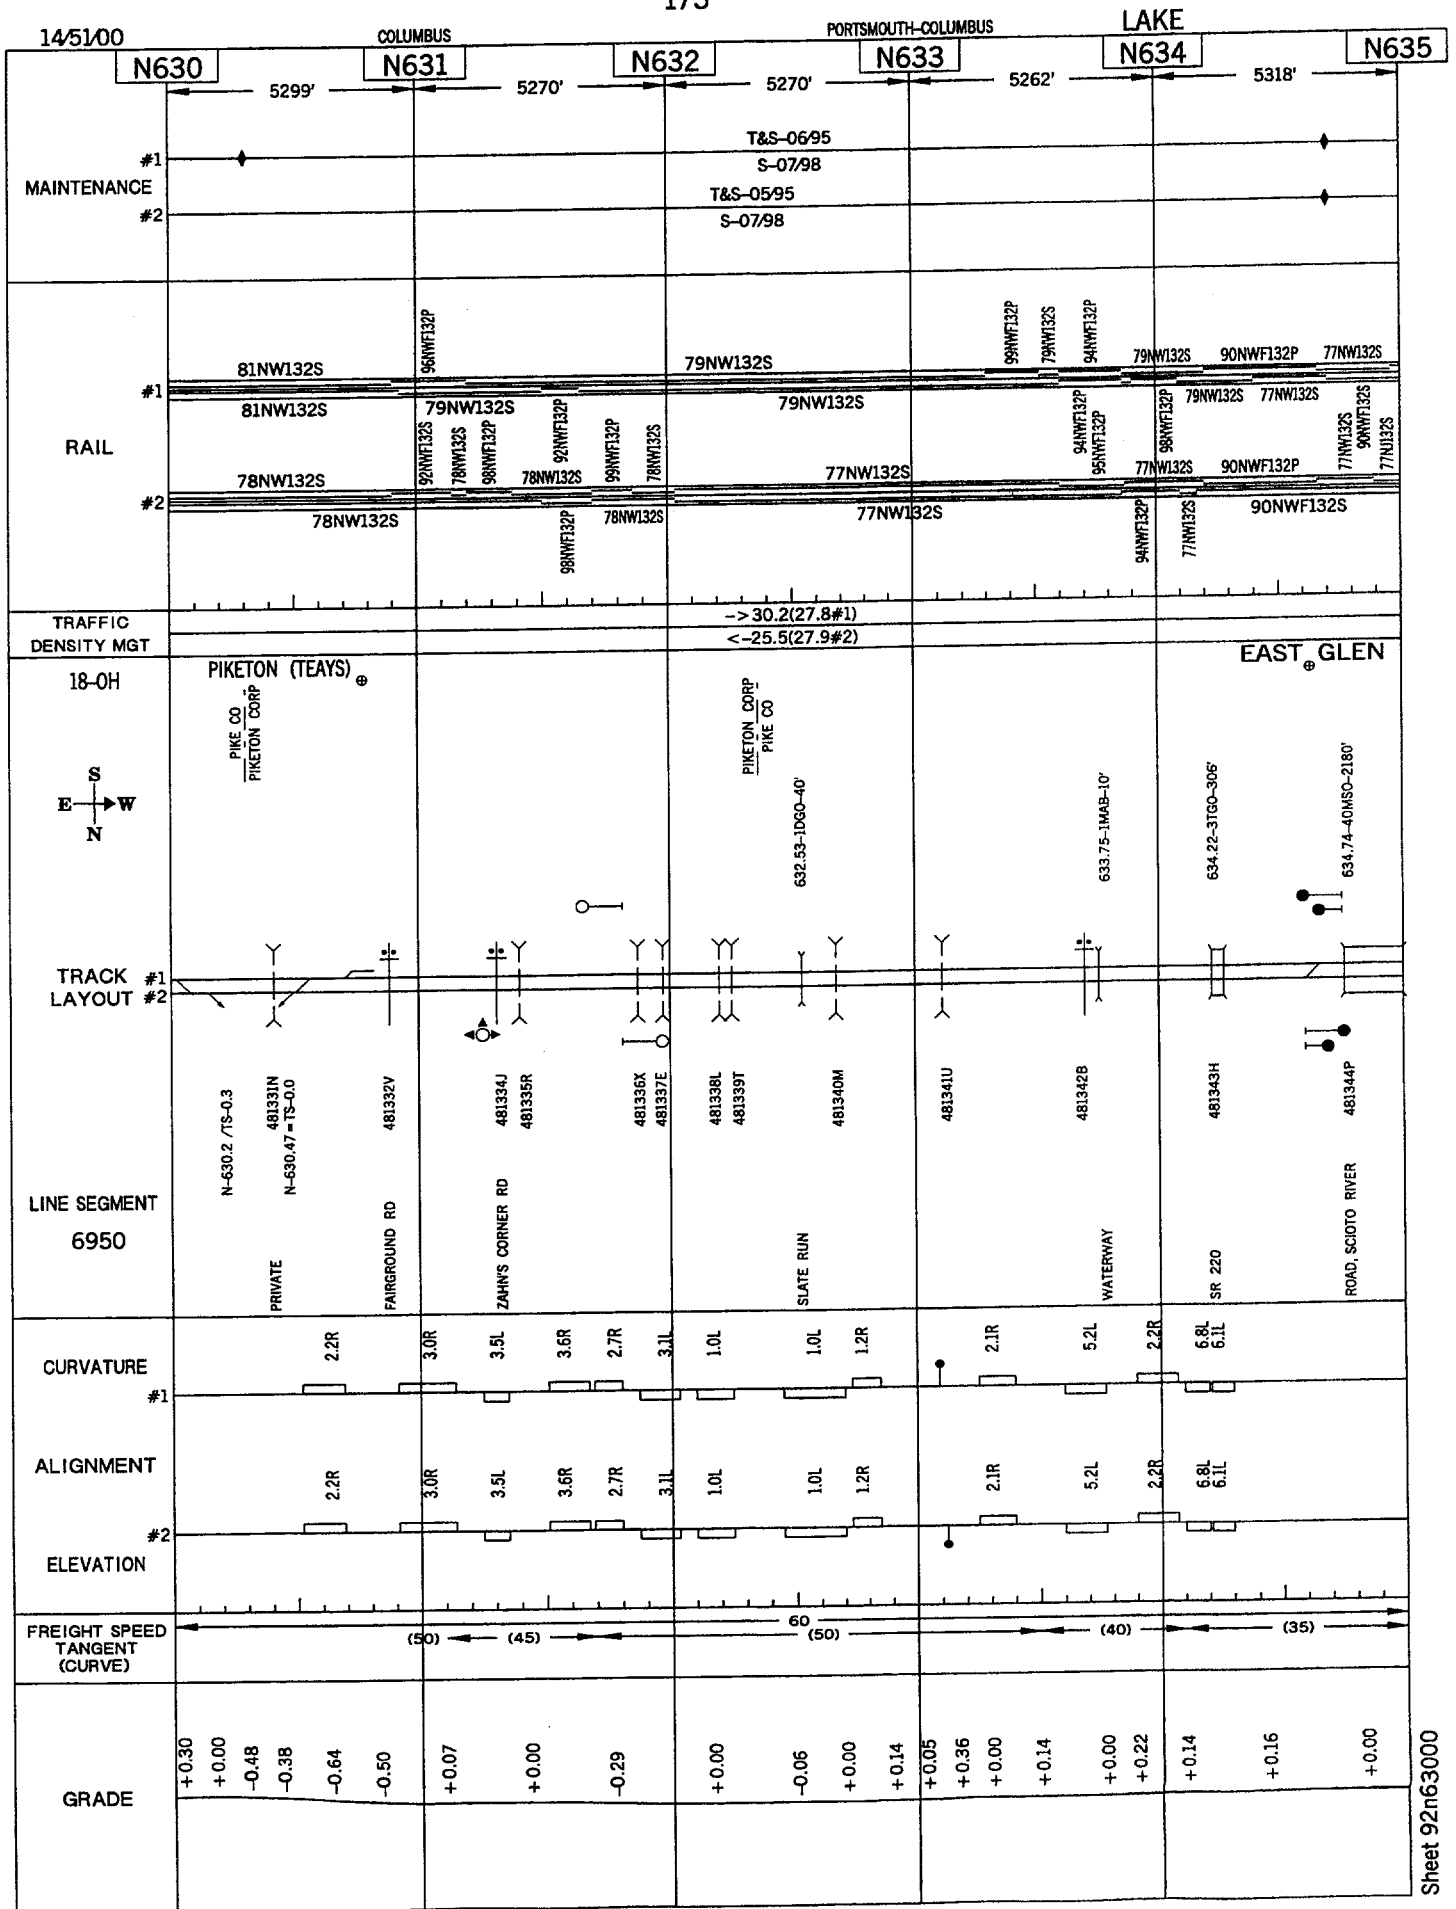 173
14/51/00 COLUMBUS PORTSMOUTH-COLUMBUS LAKE
N630 N631 N632 N633 N634 N635
5299' 5270' 5270' 5262' 5318'
MAINTENANCE
#1
T&S-06/95
S-07/98
#2
T&S-05/95
S-07/98
RAIL
96NWF132P 99NWF132P 79NW132S 94NWF132P
81NW132S 79NW132S 79NW132S 90NWF132P 77NW132S
#1
81NW132S 79NW132S 79NW132S 79NW132S 77NW132S
92NWF132S 78NW132S 98NWF132P 92NWF132P 99NWF132P 78NW132S 94NWF132P 95NWF132P 98NWF132P 77NW132S 90NWF132S 77NJ132S
78NW132S 78NW132S 77NW132S 77NW132S 90NWF132P
#2
78NW132S 98NWF132P 78NW132S 77NW132S 94NWF132P 77NW132S 90NWF132S
TRAFFIC
DENSITY MGT
->30.2(27.8#1)
<-25.5(27.9#2)
18-OH
PIKETON (TEAYS)
EAST GLEN
PIKE CO
PIKETON CORP
PIKETON CORP
PIKE CO
S
E W
N
632.53-1DGO-40'
633.75-1MAB-10'
634.22-3TGO-306'
634.74-40MSO-2180'
TRACK #1
LAYOUT #2
N-630.2 /TS-0.3
481331N
N-630.47=TS-0.0
481332V
481334J
481335R
481336X
481337E
481338L
481339T
481340M
481341U
481342B
481343H
481344P
LINE SEGMENT
6950
PRIVATE
FAIRGROUND RD
ZAHN'S CORNER RD
SLATE RUN
WATERWAY
SR 220
ROAD, SCIOTO RIVER
CURVATURE
2.2R 3.0R 3.5L 3.6R 2.7R 3.1L 1.0L 1.0L 1.2R 2.1R 5.2L 2.2R 6.8L 6.1L
#1
ALIGNMENT
2.2R 3.0R 3.5L 3.6R 2.7R 3.1L 1.0L 1.0L 1.2R 2.1R 5.2L 2.2R 6.8L 6.1L
#2
ELEVATION
FREIGHT SPEED
TANGENT
(CURVE)
60
(50) (45) (50) (40) (35)
GRADE
+0.30 +0.00 -0.48 -0.38 -0.64 -0.50 +0.07 +0.00 -0.29 +0.00 -0.06 +0.00 +0.14 +0.05 +0.36 +0.00 +0.14 +0.00 +0.22 +0.14 +0.16 +0.00
Sheet 92n63000